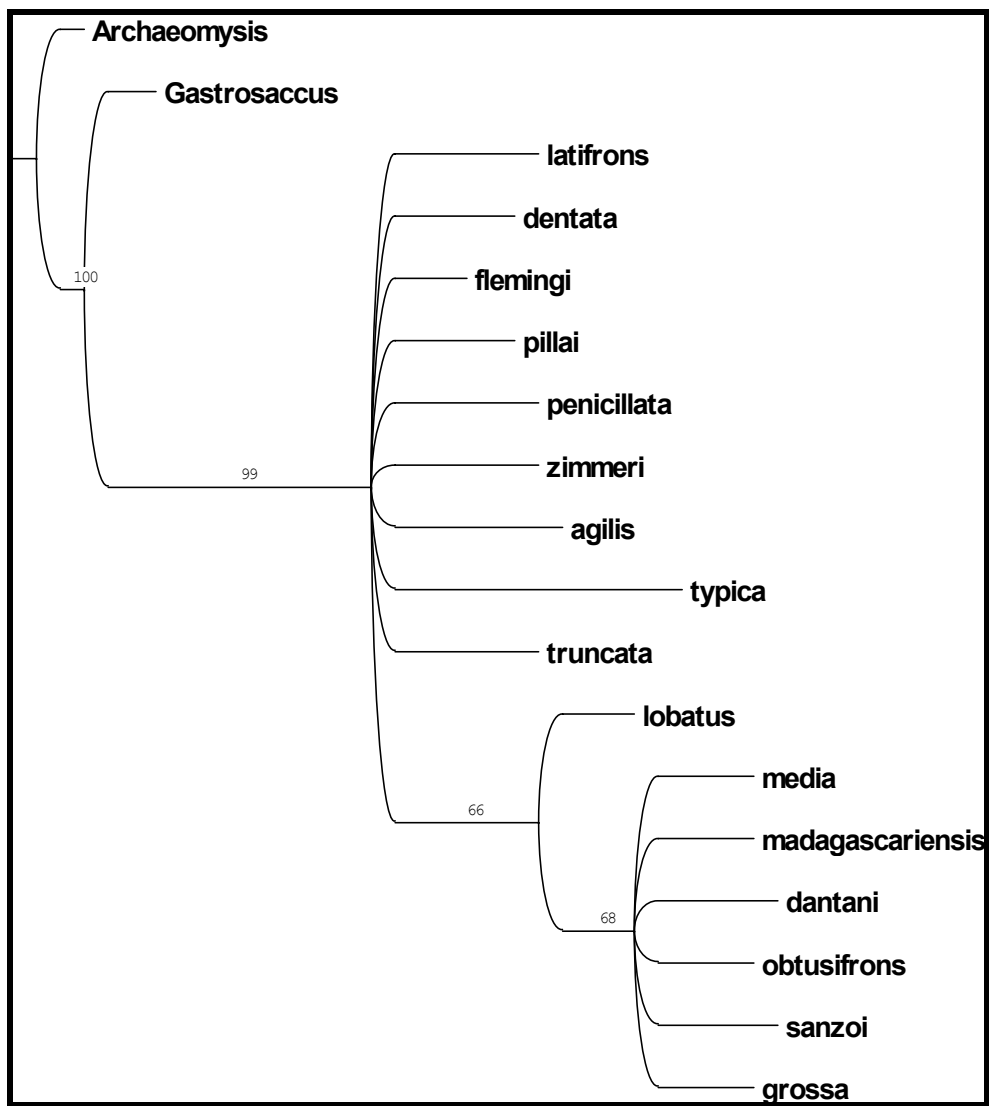 Archaeomysis
Gastrosaccus
latifrons
dentata
100
flemingi
pillai
penicillata
99
zimmeri
agilis
typica
truncata
lobatus
media
66
madagascariensis
dantani
68
obtusifrons
sanzoi
grossa